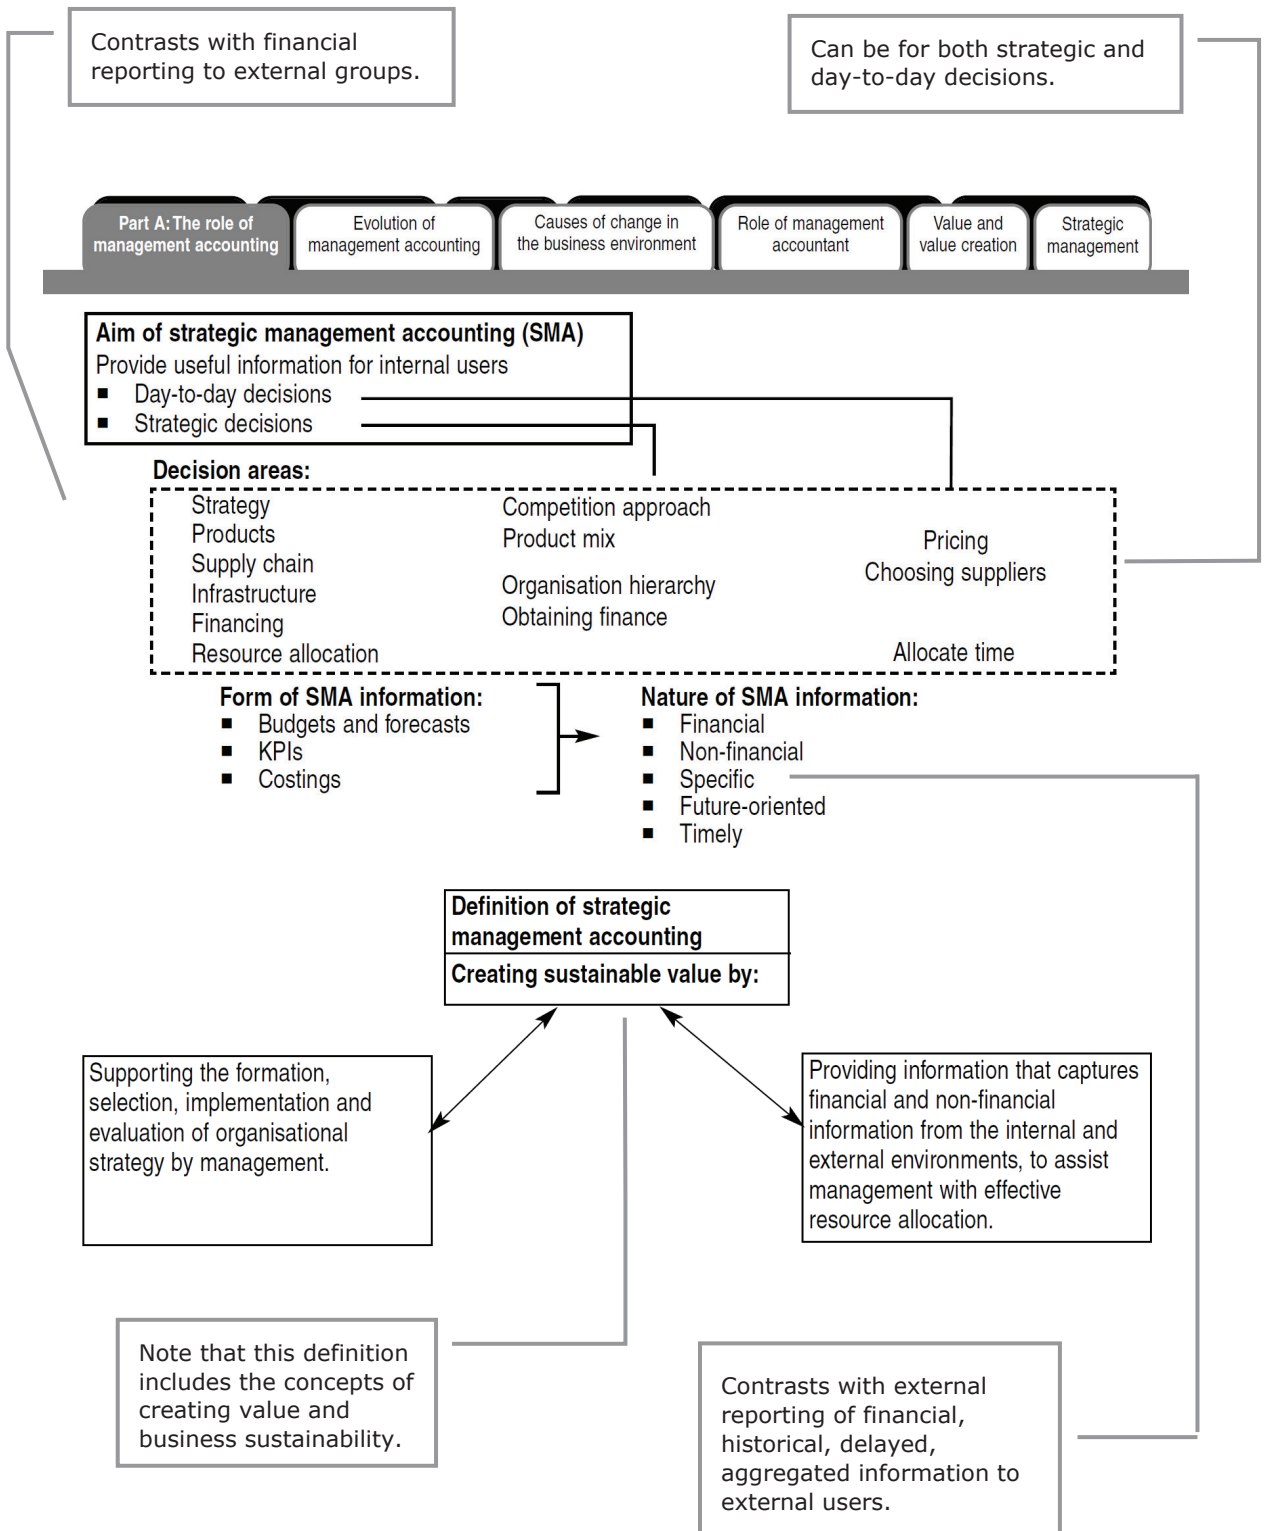 Contrasts with financial
reporting to external groups.
Can be for both strategic and
day-to-day decisions.
Part A: The role of
management accounting
Evolution of
management accounting
Causes of change in
the business environment
Role of management
accountant
Value and
value creation
Strategic
management
Aim of strategic management accounting (SMA)
Provide useful information for internal users
■ Day-to-day decisions
■ Strategic decisions
Decision areas:
Strategy
Products
Supply chain
Infrastructure
Financing
Resource allocation
Competition approach
Product mix
Organisation hierarchy
Obtaining finance
Pricing
Choosing suppliers
Allocate time
Form of SMA information:
■ Budgets and forecasts
■ KPIs
■ Costings
Nature of SMA information:
■ Financial
■ Non-financial
■ Specific
■ Future-oriented
■ Timely
Definition of strategic
management accounting
Creating sustainable value by:
Supporting the formation,
selection, implementation and
evaluation of organisational
strategy by management.
Providing information that captures
financial and non-financial
information from the internal and
external environments, to assist
management with effective
resource allocation.
Note that this definition
includes the concepts of
creating value and
business sustainability.
Contrasts with external
reporting of financial,
historical, delayed,
aggregated information to
external users.